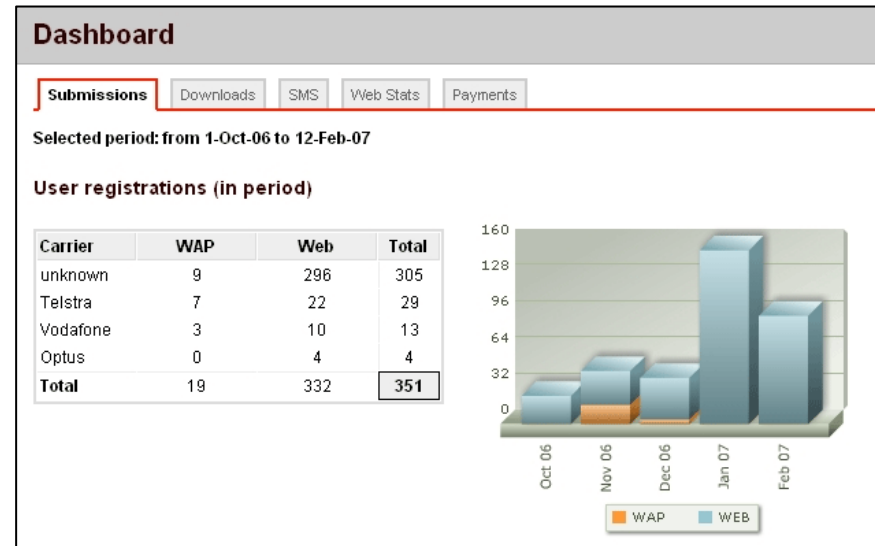 Dashboard
Submissions Downloads SMS Web Stats Payments
Selected period: from 1-Oct-06 to 12-Feb-07
User registrations (in period)
Carrier WAP Web Total
unknown 9 296 305
Telstra 7 22 29
Vodafone 3 10 13
Optus 0 4 4
Total 19 332 351
160
128
96
64
32
0
Oct 06
Nov 06
Dec 06
Jan 07
Feb 07
WAP WEB